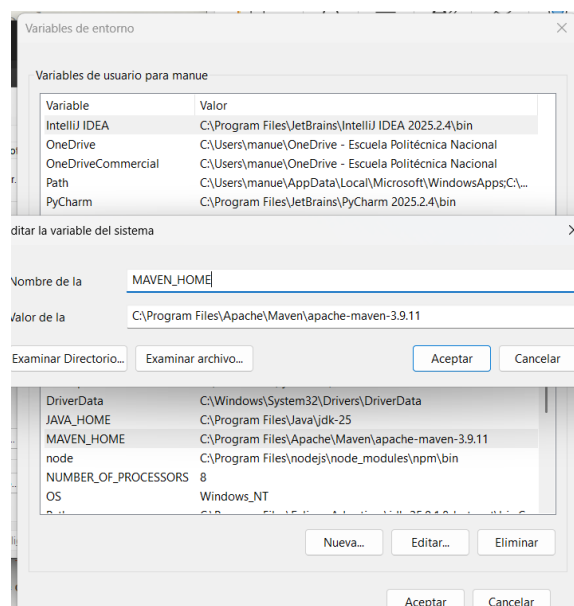 Variables de entorno
Variables de usuario para manue
Variable Valor
IntelliJ IDEA C:\Program Files\JetBrains\IntelliJ IDEA 2025.2.4\bin
OneDrive C:\Users\manue\OneDrive - Escuela Politécnica Nacional
OneDriveCommercial C:\Users\manue\OneDrive - Escuela Politécnica Nacional
Path C:\Users\manue\AppData\Local\Microsoft\WindowsApps;C:\...
PyCharm C:\Program Files\JetBrains\PyCharm 2025.2.4\bin
ditar la variable del sistema
Nombre de la MAVEN_HOME
Valor de la C:\Program Files\Apache\Maven\apache-maven-3.9.11
Examinar Directorio... Examinar archivo... Aceptar Cancelar
DriverData C:\Windows\System32\Drivers\DriverData
JAVA_HOME C:\Program Files\Java\jdk-25
MAVEN_HOME C:\Program Files\Apache\Maven\apache-maven-3.9.11
node C:\Program Files\nodejs\node_modules\npm\bin
NUMBER_OF_PROCESSORS 8
OS Windows_NT
Nueva... Editar... Eliminar
Aceptar Cancelar